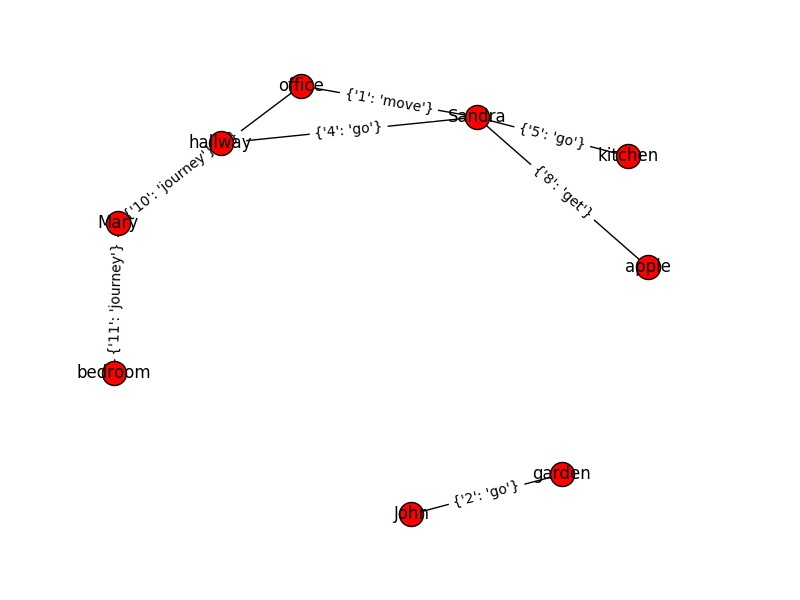 office
{'1': 'move'}
Sandra
hallway
{'4': 'go'}
{'5': 'go'}
kitchen
{'10': 'journey'}
{'8': 'get'}
Mary
apple
{'11': 'journey'}
bedroom
garden
{'2': 'go'}
John